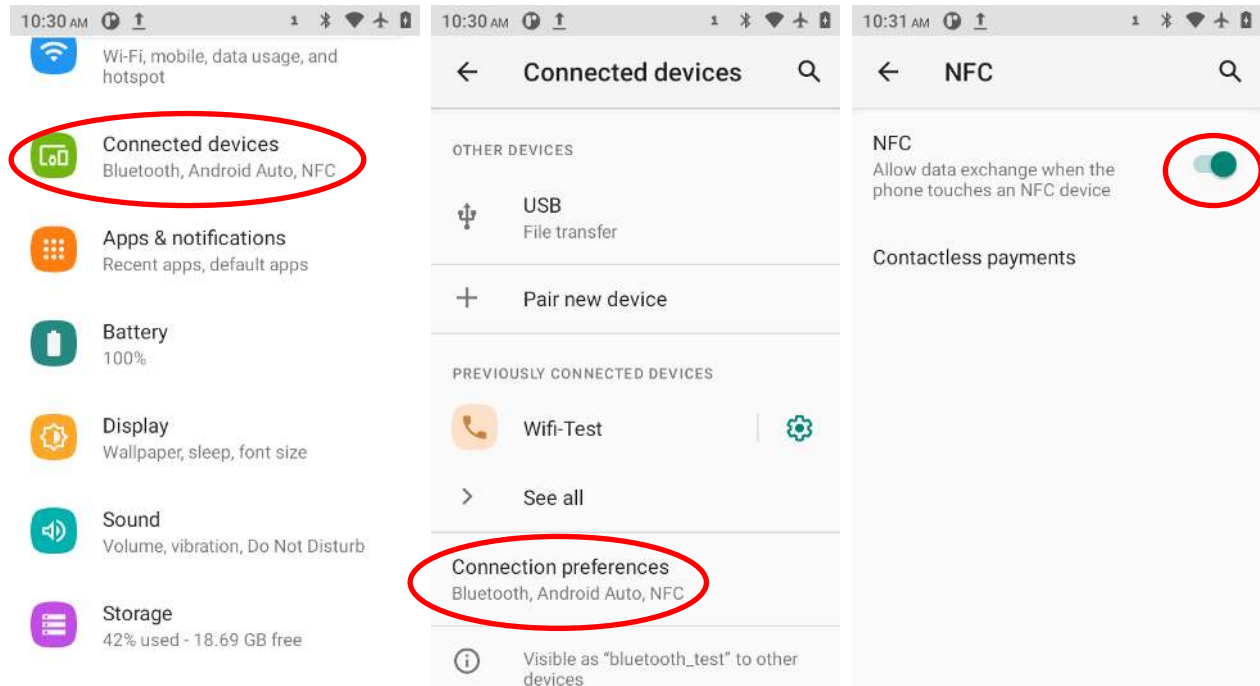 10:30 AM
1
Wi-Fi, mobile, data usage, and
hotspot
Connected devices
Bluetooth, Android Auto, NFC
Apps & notifications
Recent apps, default apps
Battery
100%
Display
Wallpaper, sleep, font size
Sound
Volume, vibration, Do Not Disturb
Storage
42% used - 18.69 GB free
10:30 AM
1
Connected devices
OTHER DEVICES
USB
File transfer
Pair new device
PREVIOUSLY CONNECTED DEVICES
Wifi-Test
See all
Connection preferences
Bluetooth, Android Auto, NFC
Visible as “bluetooth_test” to other
devices
10:31 AM
1
NFC
NFC
Allow data exchange when the
phone touches an NFC device
Contactless payments